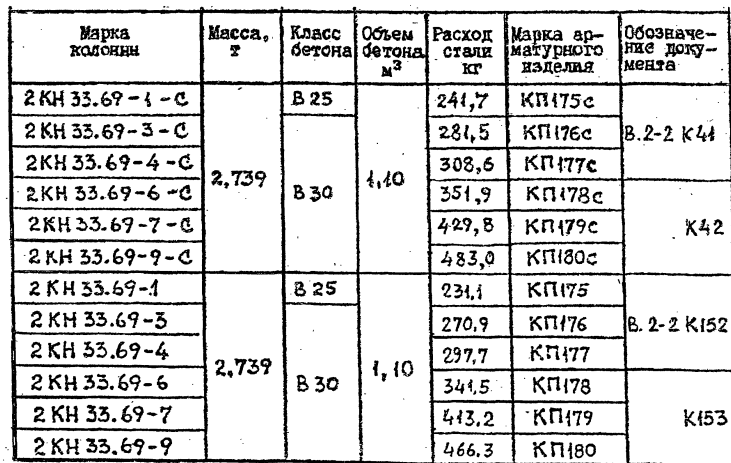 Марка колонны Масса, т Класс бетона Объем бетона м³ Расход стали кг Марка арматурного изделия Обозначение документа
2КН 33.69-1-С 2,739 В25 1,10 241,7 КП175с В.2-2 К41
2КН 33.69-3-С В30 281,5 КП176с
2КН 33.69-4-С 308,6 КП177с
2КН 33.69-6-С 351,9 КП178с К42
2КН 33.69-7-С 429,8 КП179с
2КН 33.69-9-С 483,0 КП180с
2КН 33.69-1 2,739 В25 1,10 231,1 КП175 В.2-2 К152
2КН 33.69-3 В30 270,9 КП176
2КН 33.69-4 297,7 КП177
2КН 33.69-6 341,5 КП178 К153
2КН 33.69-7 413,2 КП179
2КН 33.69-9 466.3 КП180